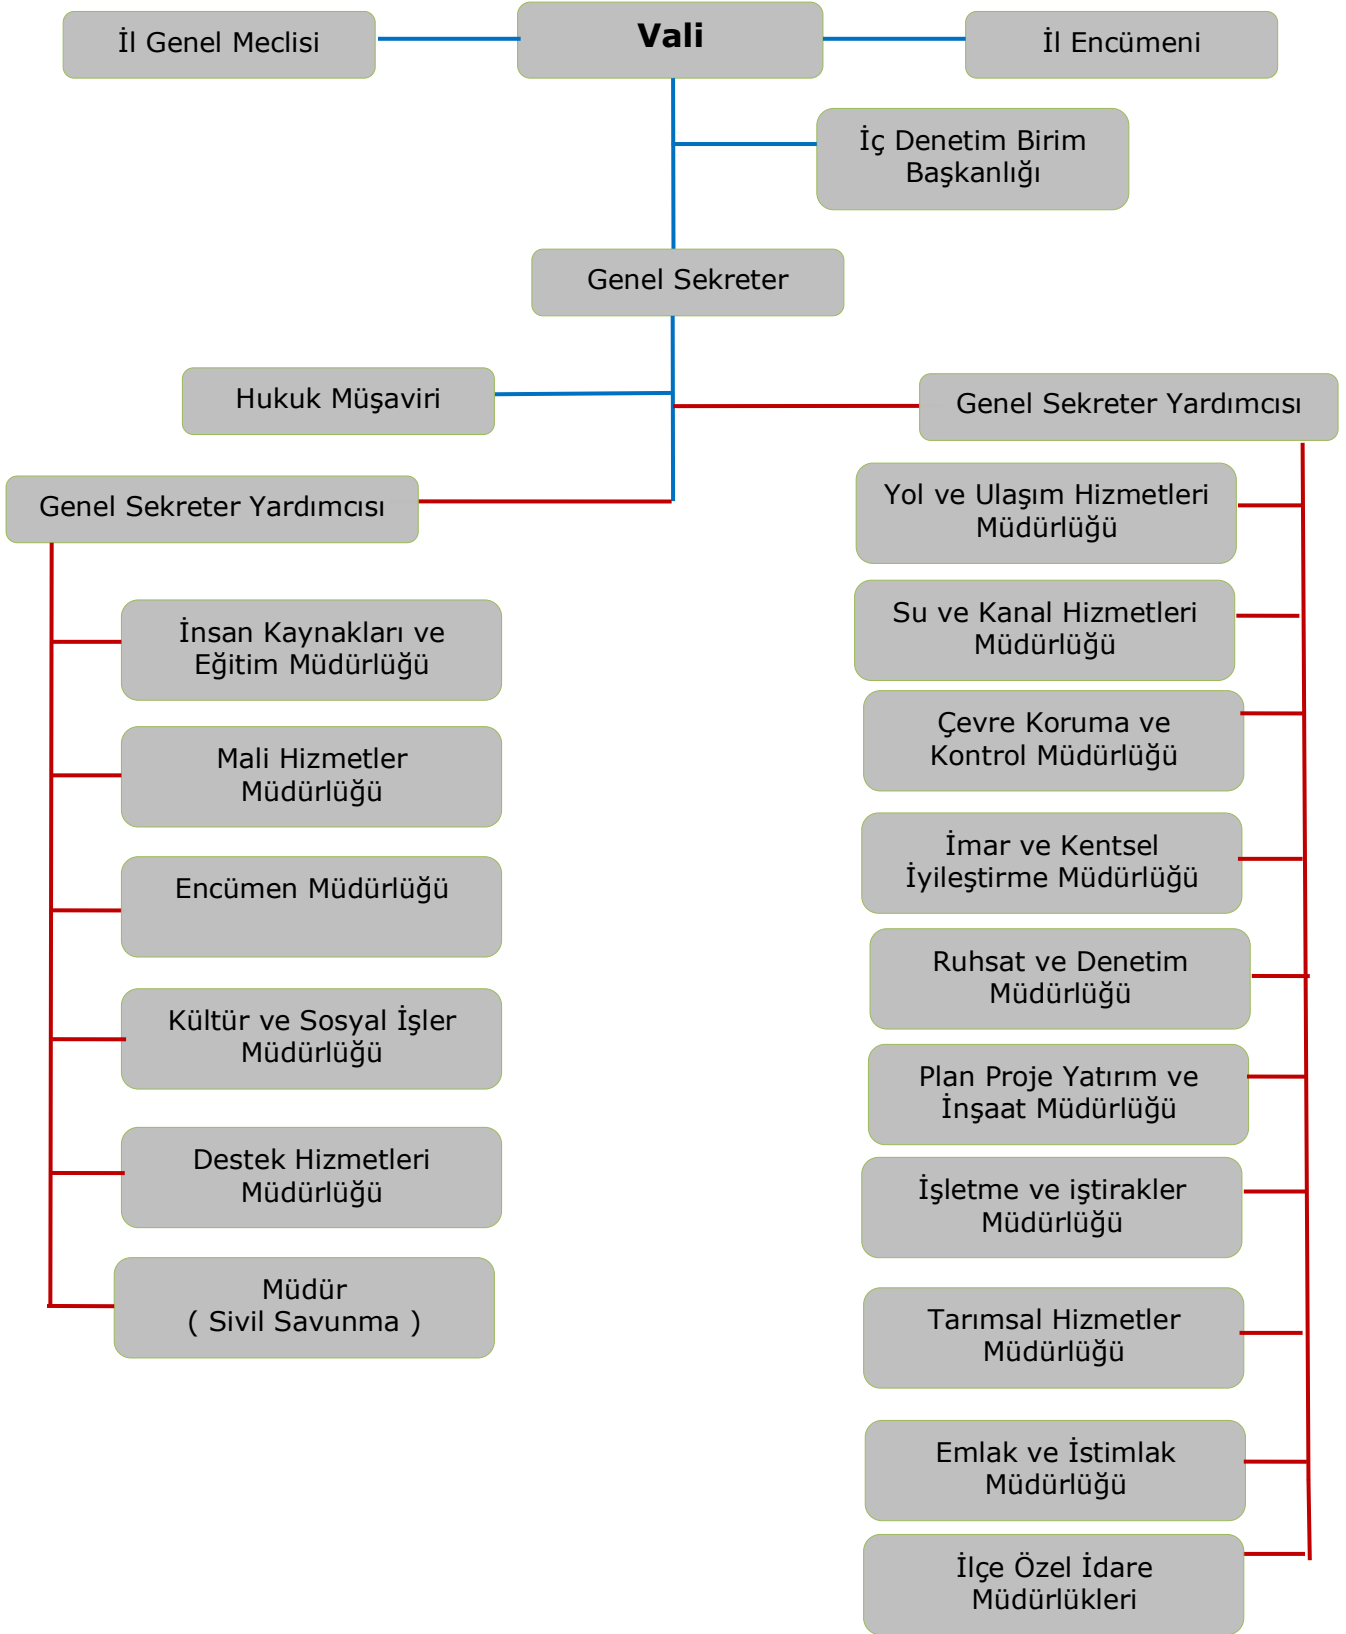 İl Genel Meclisi
Vali
İl Encümeni
İç Denetim Birim
Başkanlığı
Genel Sekreter
Hukuk Müşaviri
Genel Sekreter Yardımcısı
Genel Sekreter Yardımcısı
İnsan Kaynakları ve
Eğitim Müdürlüğü
Mali Hizmetler
Müdürlüğü
Encümen Müdürlüğü
Kültür ve Sosyal İşler
Müdürlüğü
Destek Hizmetleri
Müdürlüğü
Müdür
( Sivil Savunma )
Yol ve Ulaşım Hizmetleri
Müdürlüğü
Su ve Kanal Hizmetleri
Müdürlüğü
Çevre Koruma ve
Kontrol Müdürlüğü
İmar ve Kentsel
İyileştirme Müdürlüğü
Ruhsat ve Denetim
Müdürlüğü
Plan Proje Yatırım ve
İnşaat Müdürlüğü
İşletme ve iştirakler
Müdürlüğü
Tarımsal Hizmetler
Müdürlüğü
Emlak ve İstimlak
Müdürlüğü
İlçe Özel İdare
Müdürlükleri